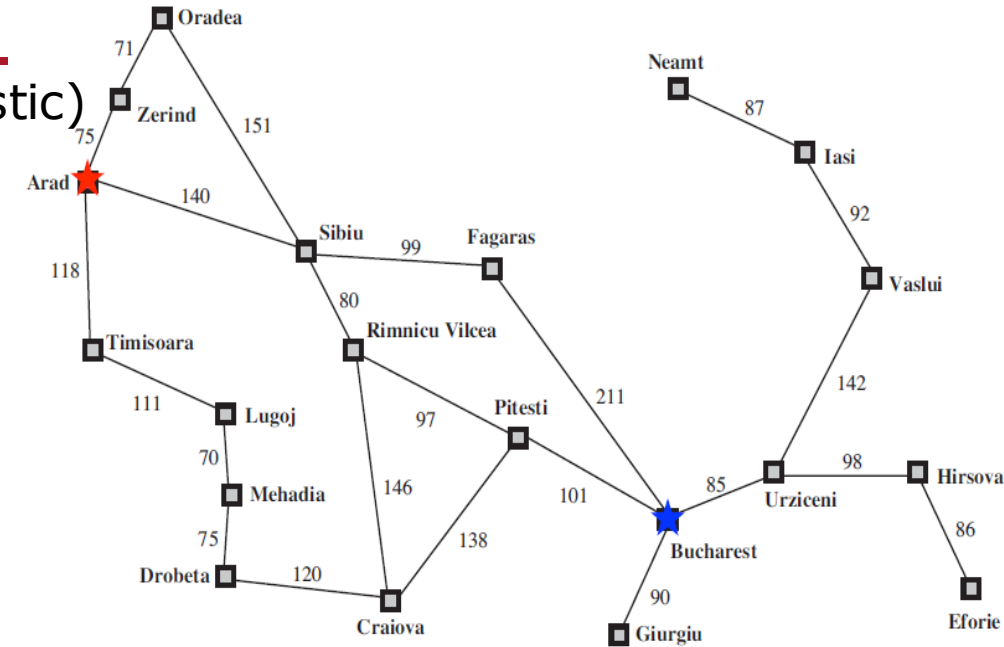 Oradea
71
Neamt
Zerind
87
stic)
75
151
Iasi
Arad
140
92
Sibiu
99
Fagaras
118
Vaslui
80
Rimnicu Vilcea
Timisoara
142
211
111
Pitesti
Lugoj
97
70
98
Hirsova
146
85
Mehadia
101
Urziceni
75
138
86
Bucharest
Drobeta
120
90
Eforie
Craiova
Giurgiu